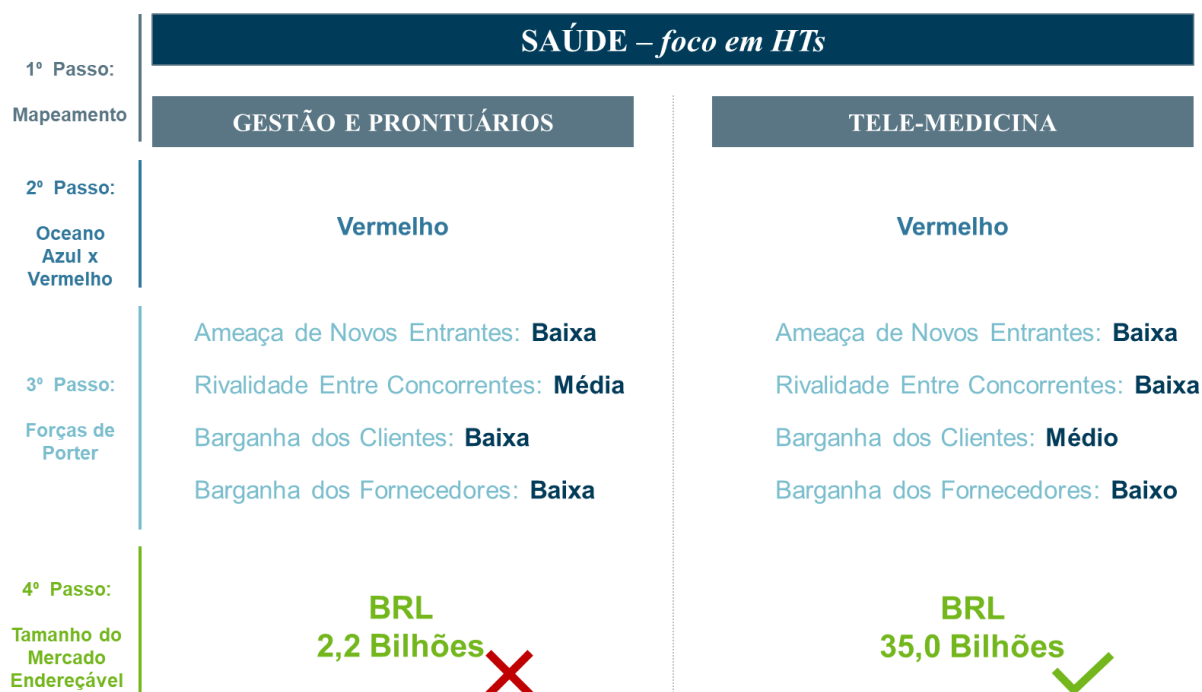 SAÚDE – foco em HTs
1º Passo:
Mapeamento
GESTÃO E PRONTUÁRIOS
TELE-MEDICINA
2º Passo:
Oceano
Azul x
Vermelho
Vermelho
Vermelho
3º Passo:
Forças de
Porter
Ameaça de Novos Entrantes: Baixa
Rivalidade Entre Concorrentes: Média
Barganha dos Clientes: Baixa
Barganha dos Fornecedores: Baixa
Ameaça de Novos Entrantes: Baixa
Rivalidade Entre Concorrentes: Baixa
Barganha dos Clientes: Médio
Barganha dos Fornecedores: Baixo
4º Passo:
Tamanho do
Mercado
Endereçável
BRL
2,2 Bilhões
BRL
35,0 Bilhões